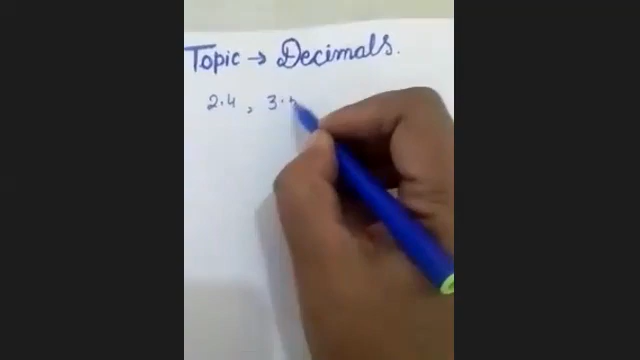 Topic → Decimals.
2.4 , 3.